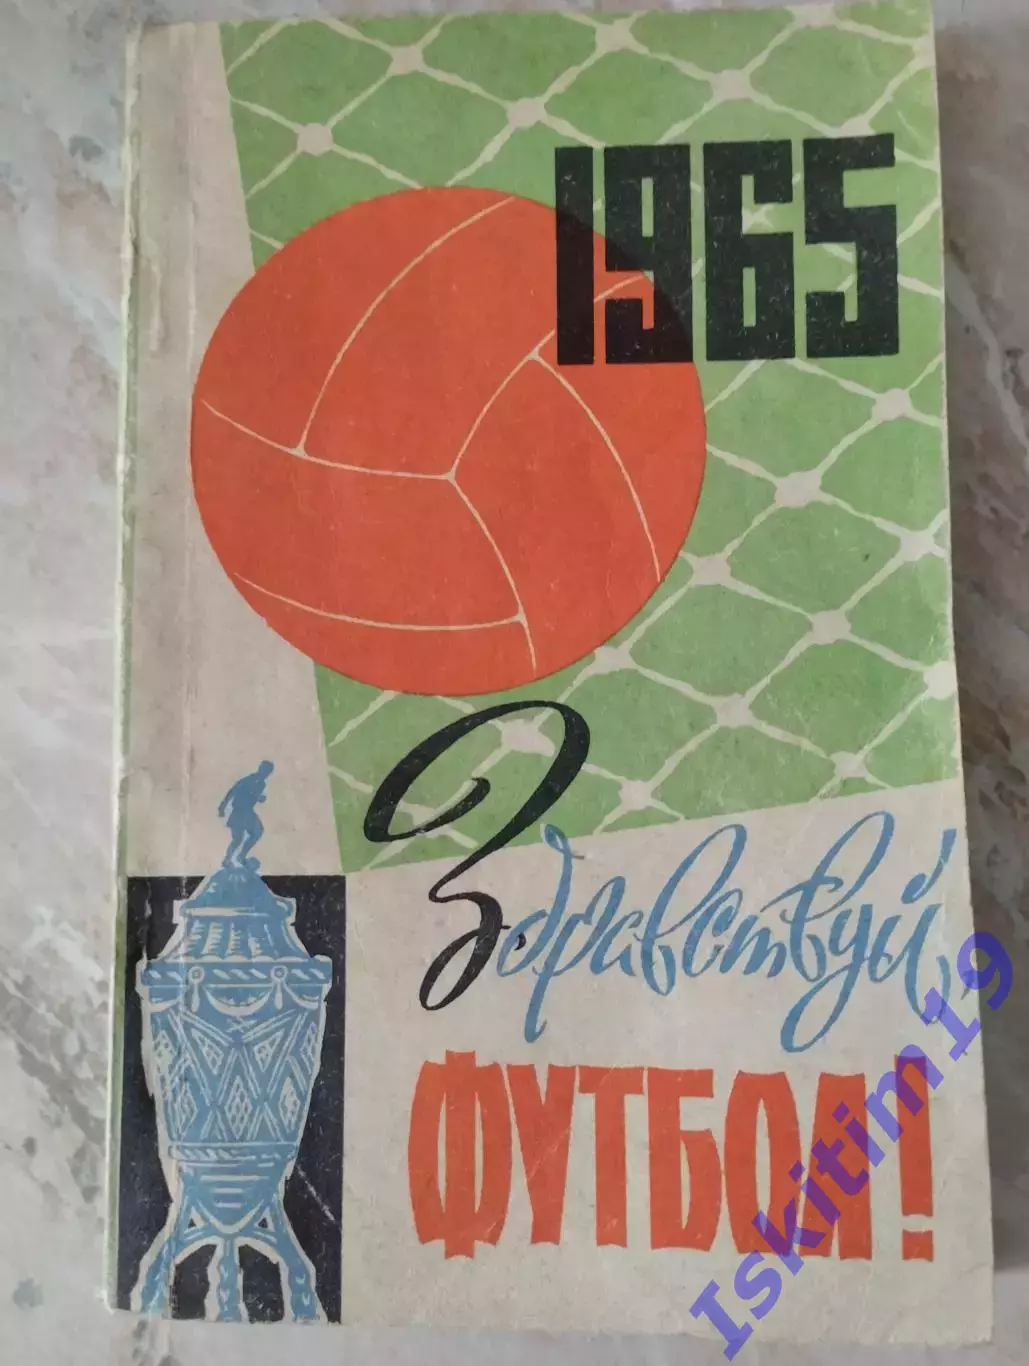 1965
Здравствуй,
ФУТБОЛ!
Iskitim19